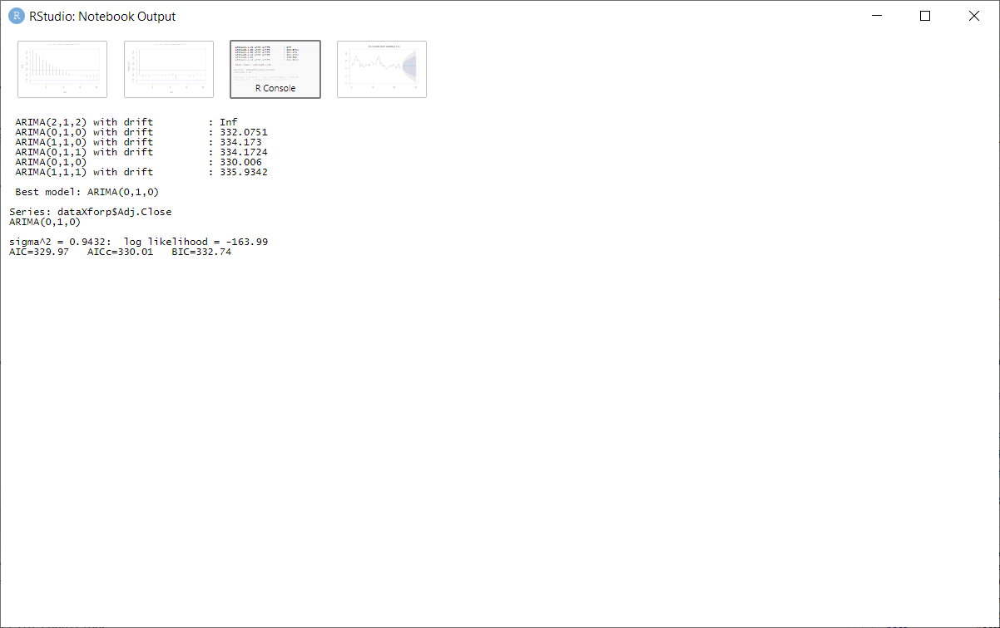 RStudio: Notebook Output
R Console
ARIMA(2,1,2) with drift : Inf
ARIMA(0,1,0) with drift : 332.0751
ARIMA(1,1,0) with drift : 334.173
ARIMA(0,1,1) with drift : 334.1724
ARIMA(0,1,0) : 330.006
ARIMA(1,1,1) with drift : 335.9342
Best model: ARIMA(0,1,0)
Series: dataXforp$Adj.Close
ARIMA(0,1,0)
sigma^2 = 0.9432: log likelihood = -163.99
AIC=329.97 AICc=330.01 BIC=332.74